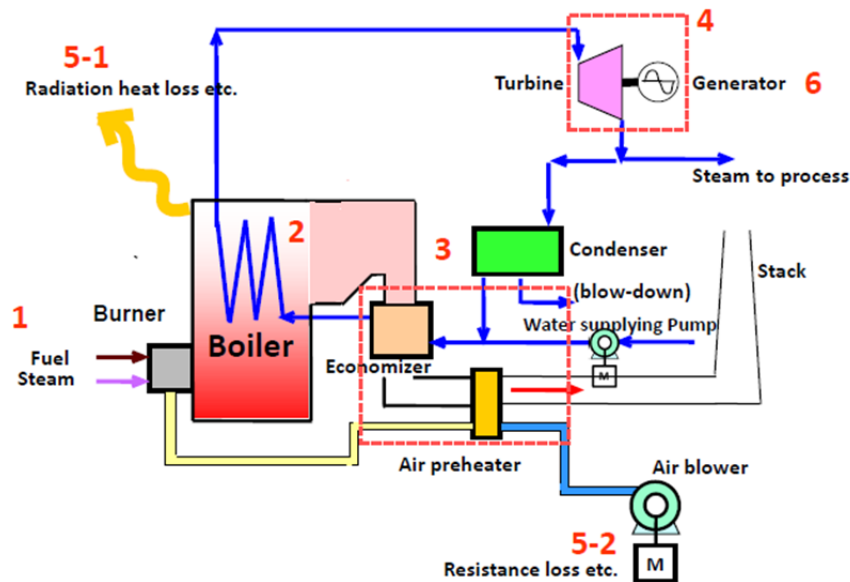 4
5-1
Radiation heat loss etc.
Turbine
Generator
6
Steam to process
2
3
Condenser
Stack
(blow-down)
1
Burner
Water supplying Pump
Boiler
Fuel
Steam
Economizer
M
Air preheater
Air blower
5-2
Resistance loss etc.
M